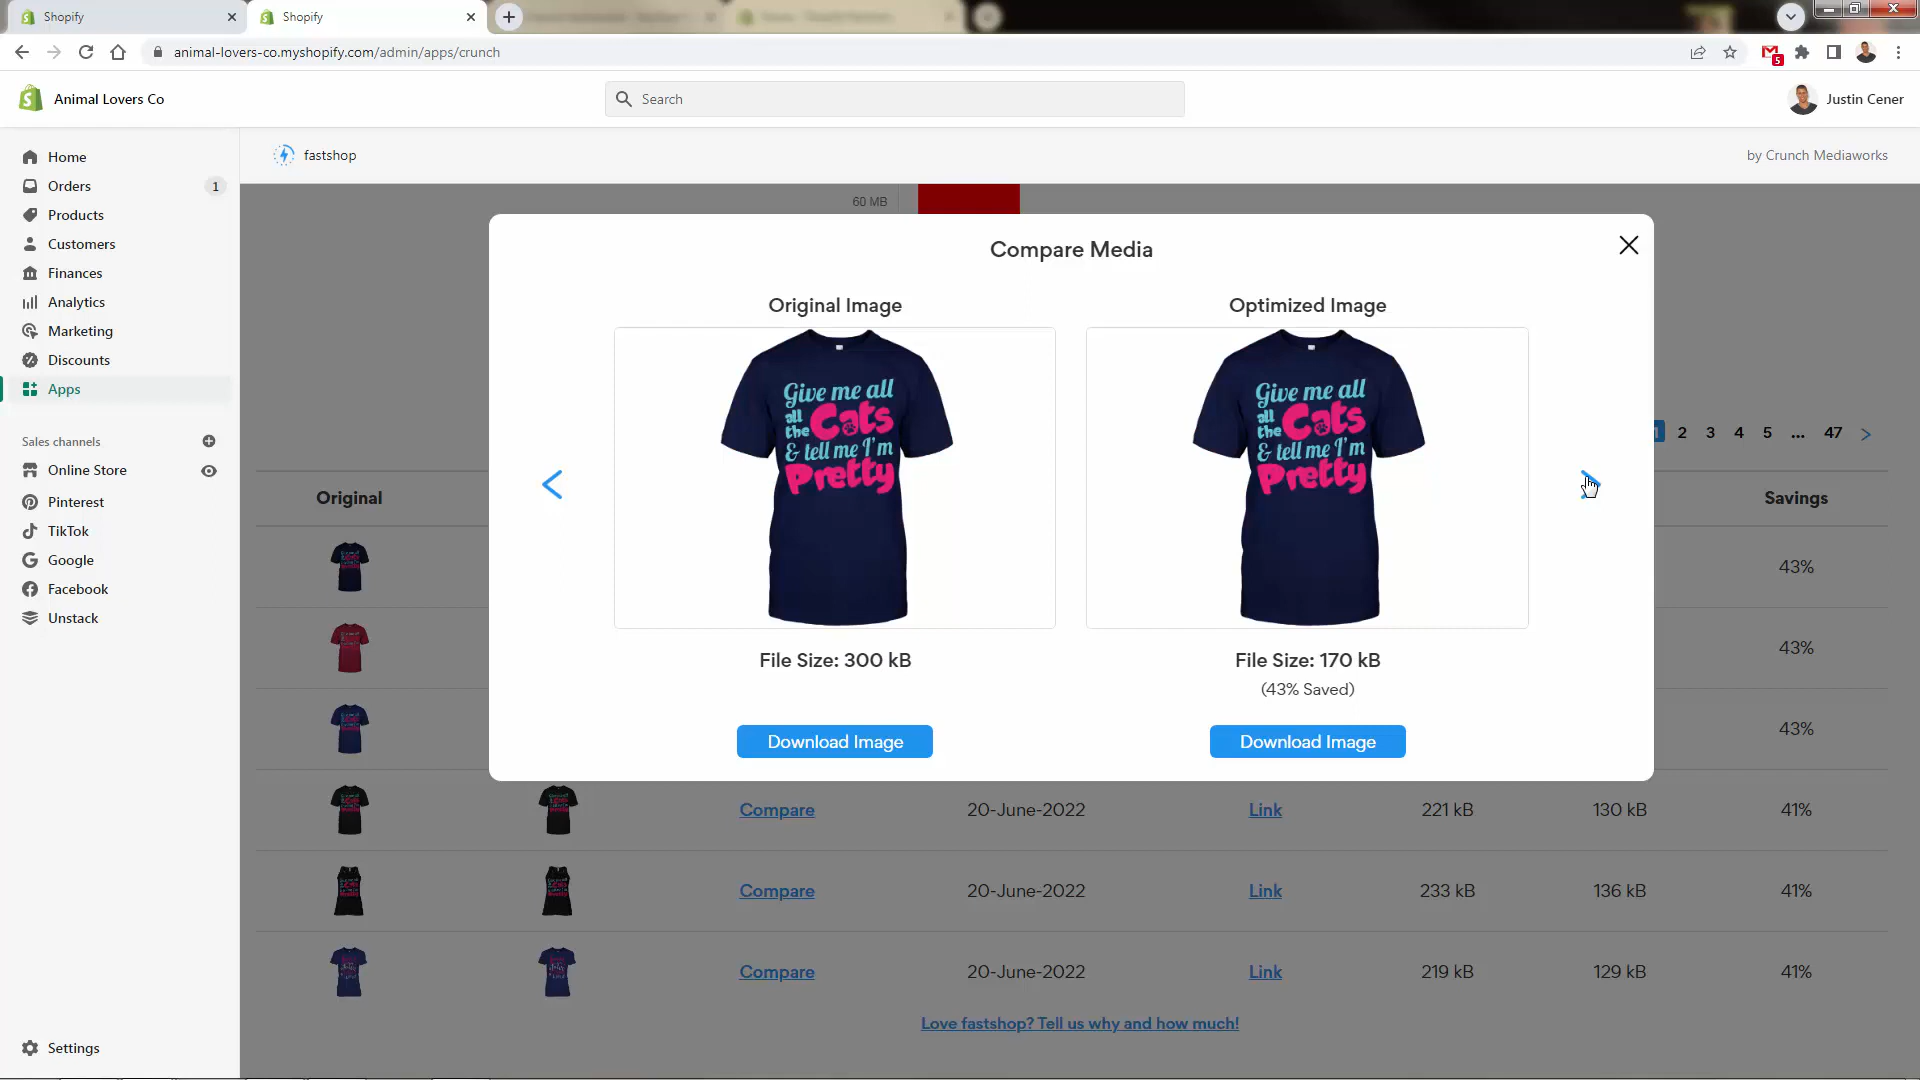 Shopify
Shopify
animal-lovers-co.myshopify.com/admin/apps/crunch
5
Animal Lovers Co
Search
Justin Cener
Home
Orders
1
Products
Customers
Finances
Analytics
Marketing
Discounts
Apps
Sales channels
Online Store
Pinterest
TikTok
Google
Facebook
Unstack
Settings
fastshop
by Crunch Mediaworks
60 MB
Compare Media
Original Image
Optimized Image
Give me all
all
the Cats
& tell me I'm
Pretty
Give me all
all
the Cats
& tell me I'm
Pretty
File Size: 300 kB
File Size: 170 kB
(43% Saved)
Download Image
Download Image
2 3 4 5 ... 47
Original
Savings
43%
43%
43%
Compare 20-June-2022 Link 221 kB 130 kB 41%
Compare 20-June-2022 Link 233 kB 136 kB 41%
Compare 20-June-2022 Link 219 kB 129 kB 41%
Love fastshop? Tell us why and how much!